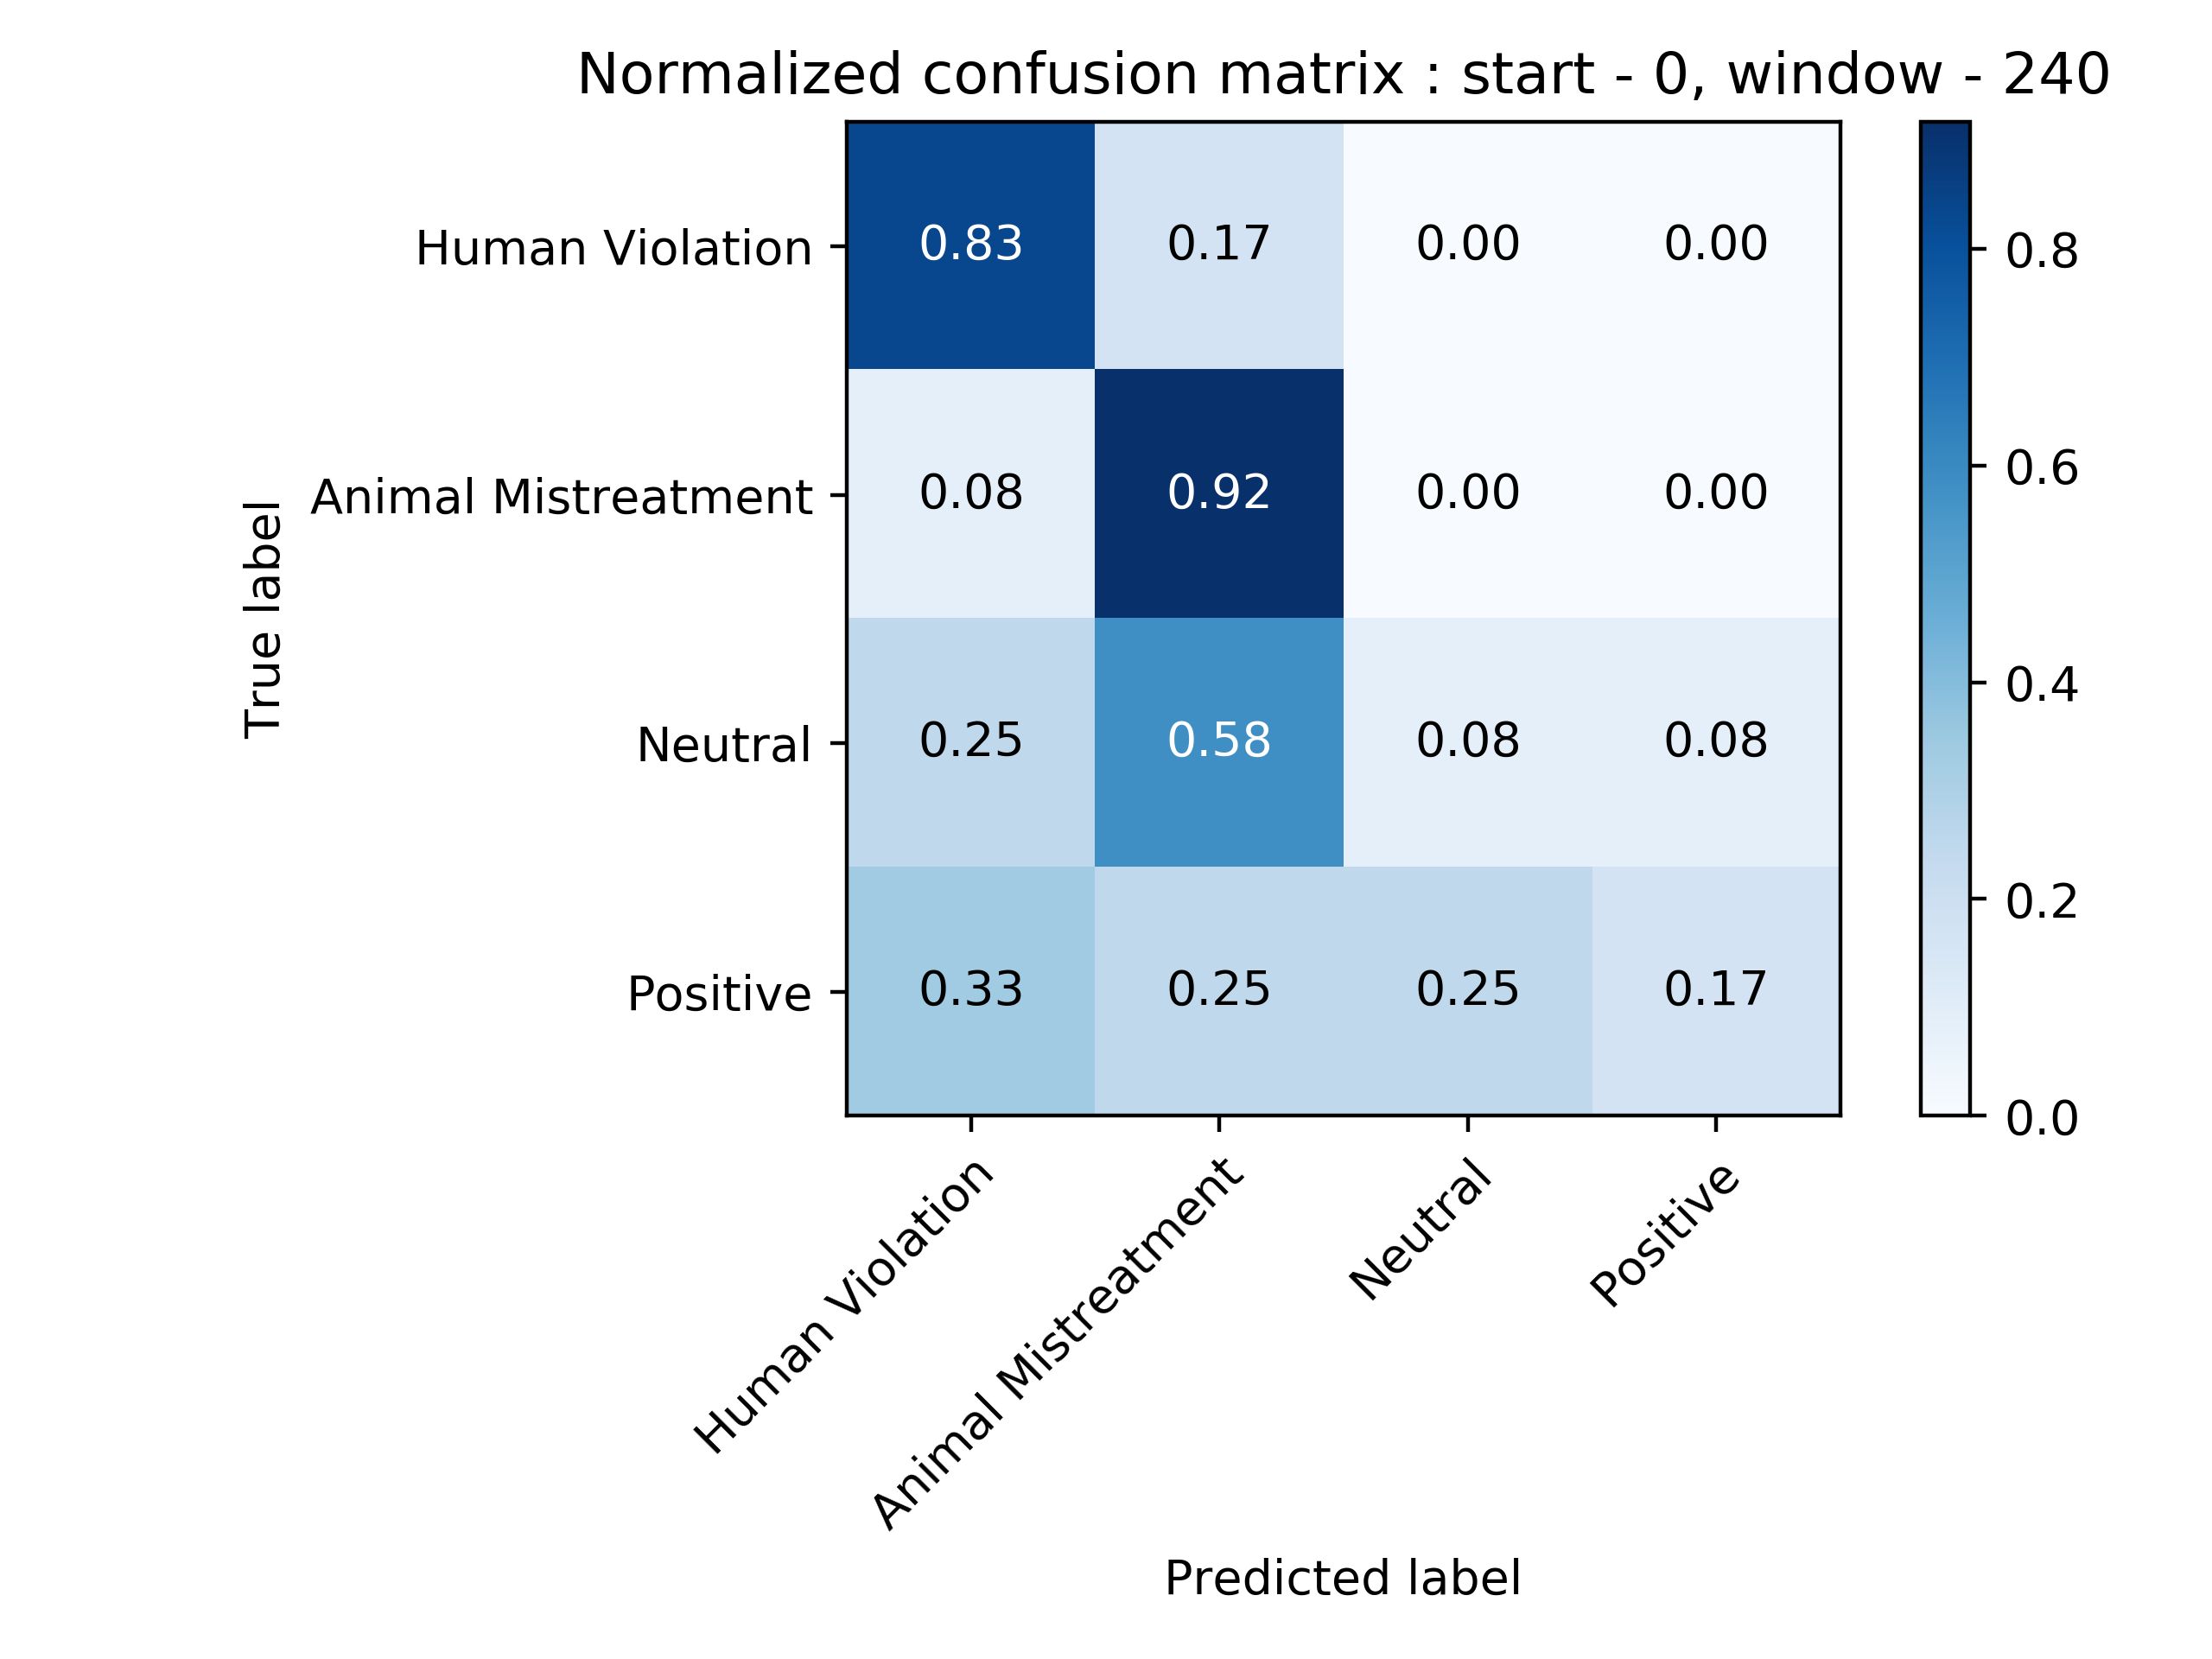 Normalized confusion matrix : start - 0, window - 240
True label
Human Violation
0.83 0.17 0.00 0.00
Animal Mistreatment
0.08 0.92 0.00 0.00
Neutral
0.25 0.58 0.08 0.08
Positive
0.33 0.25 0.25 0.17
Human Violation
Animal Mistreatment
Neutral
Positive
Predicted label
0.8
0.6
0.4
0.2
0.0